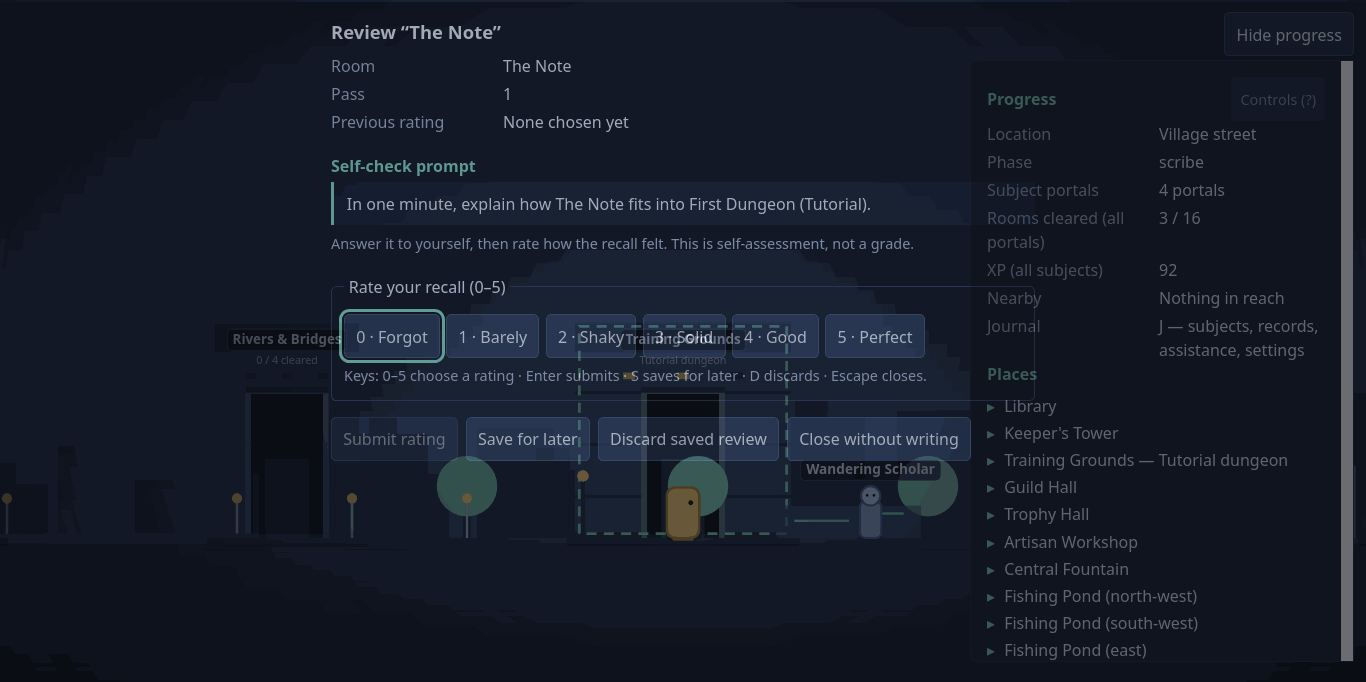 Review “The Note”
Room The Note
Pass 1
Previous rating None chosen yet
Self-check prompt
In one minute, explain how The Note fits into First Dungeon (Tutorial).
Answer it to yourself, then rate how the recall felt. This is self-assessment, not a grade.
Rate your recall (0–5)
0 · Forgot 1 · Barely 2 · Shaky 3 · Solid 4 · Good 5 · Perfect
Keys: 0–5 choose a rating · Enter submits · S saves for later · D discards · Escape closes.
Submit rating Save for later Discard saved review Close without writing
Rivers & Bridges
0 / 4 cleared
Training Grounds
Tutorial dungeon
Wandering Scholar
Hide progress
Progress Controls (?)
Location Village street
Phase scribe
Subject portals 4 portals
Rooms cleared (all 3 / 16
portals)
XP (all subjects) 92
Nearby Nothing in reach
Journal J — subjects, records,
assistance, settings
Places
▸ Library
▸ Keeper's Tower
▸ Training Grounds — Tutorial dungeon
▸ Guild Hall
▸ Trophy Hall
▸ Artisan Workshop
▸ Central Fountain
▸ Fishing Pond (north-west)
▸ Fishing Pond (south-west)
▸ Fishing Pond (east)